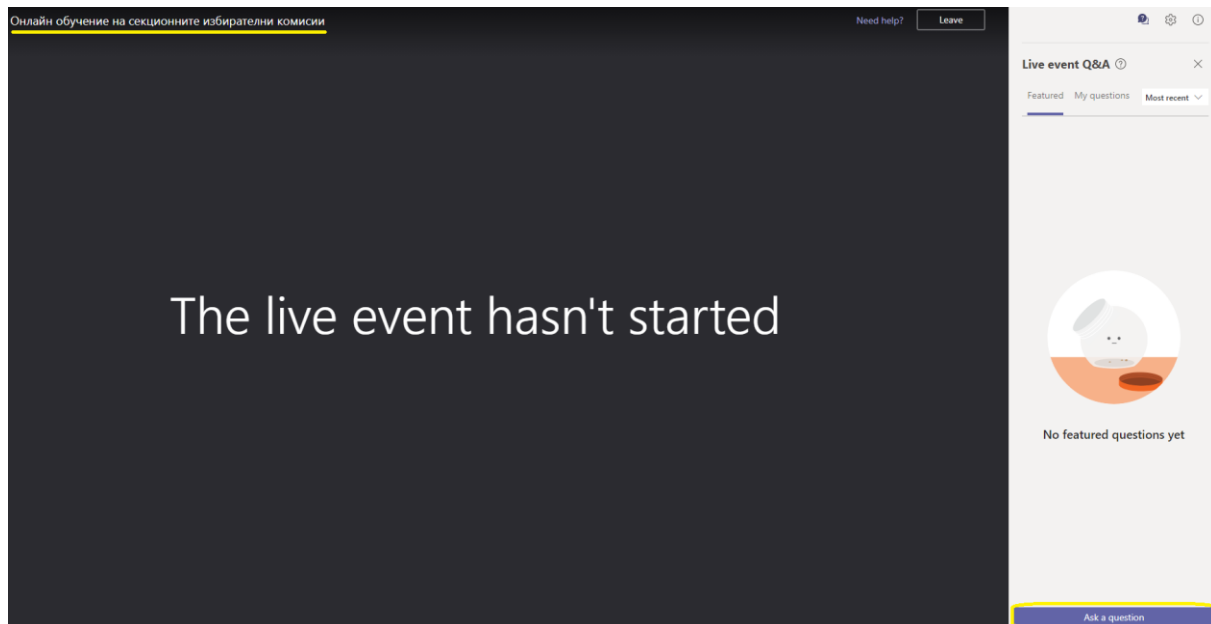 Онлайн обучение на секционните избирателни комисии
Need help?
Leave
Live event Q&A
Featured
My questions
Most recent
The live event hasn't started
No featured questions yet
Ask a question